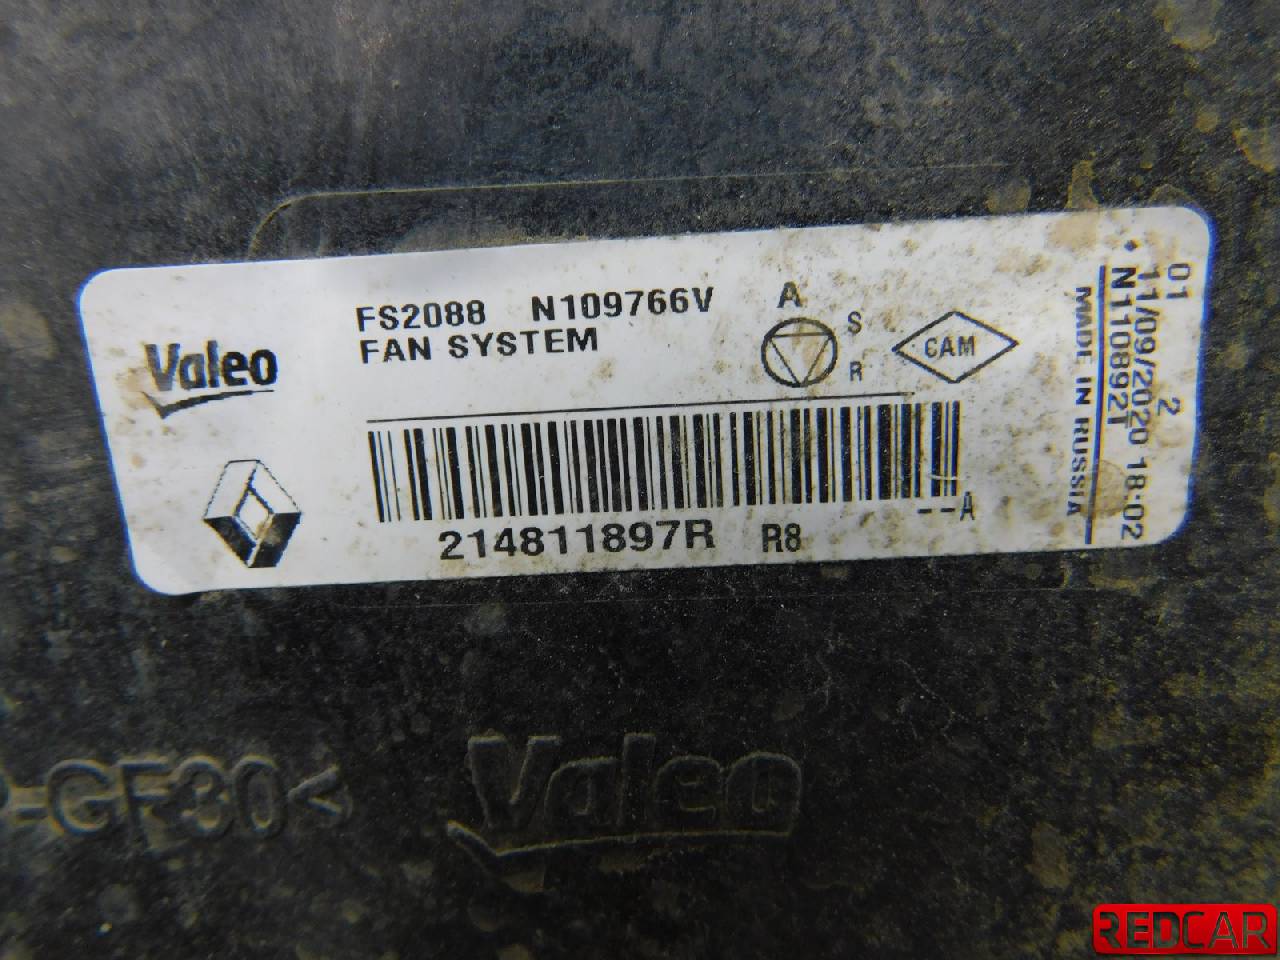 Valeo
FS2088 N109766V
FAN SYSTEM
A
S
R
CAM
214811897R R8
--A
01 2
11/09/2020 18:02
N110892T
MADE IN RUSSIA
-GF30<
Valeo
REDCAR